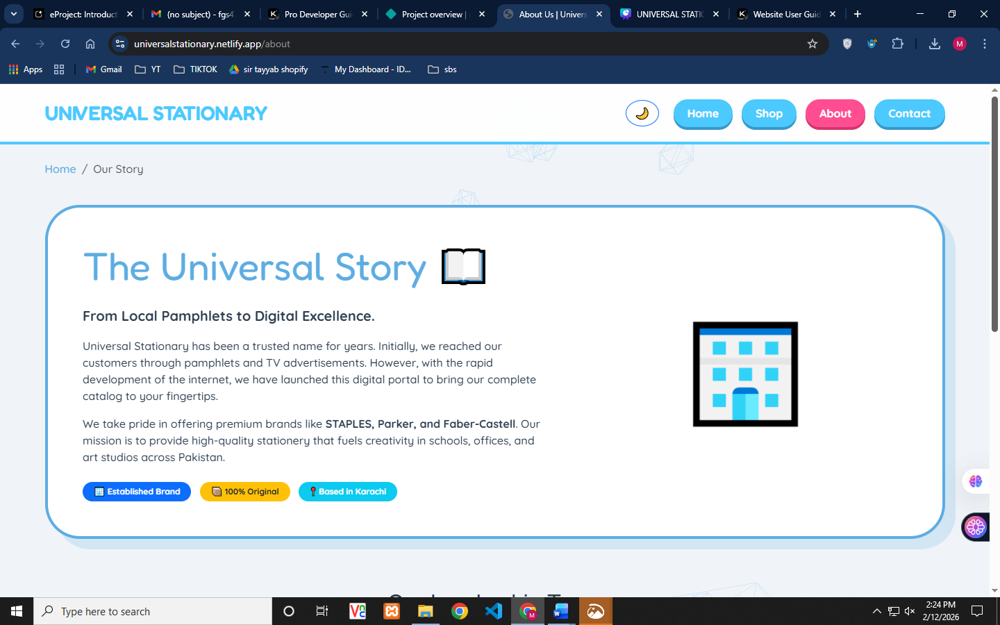 eProject: Introduct
(no subject) - fgs4
Pro Developer Gui
Project overview |
About Us | Univers
UNIVERSAL STATIC
Website User Guid
universalstationary.netlify.app/about
M
Apps
Gmail
YT
TIKTOK
sir tayyab shopify
My Dashboard - ID...
sbs
UNIVERSAL STATIONARY
Home
Shop
About
Contact
Home / Our Story
The Universal Story
From Local Pamphlets to Digital Excellence.
Universal Stationary has been a trusted name for years. Initially, we reached our
customers through pamphlets and TV advertisements. However, with the rapid
development of the internet, we have launched this digital portal to bring our complete
catalog to your fingertips.
We take pride in offering premium brands like STAPLES, Parker, and Faber-Castell. Our
mission is to provide high-quality stationery that fuels creativity in schools, offices, and
art studios across Pakistan.
Established Brand
100% Original
Based in Karachi
Type here to search
2:24 PM
2/12/2026